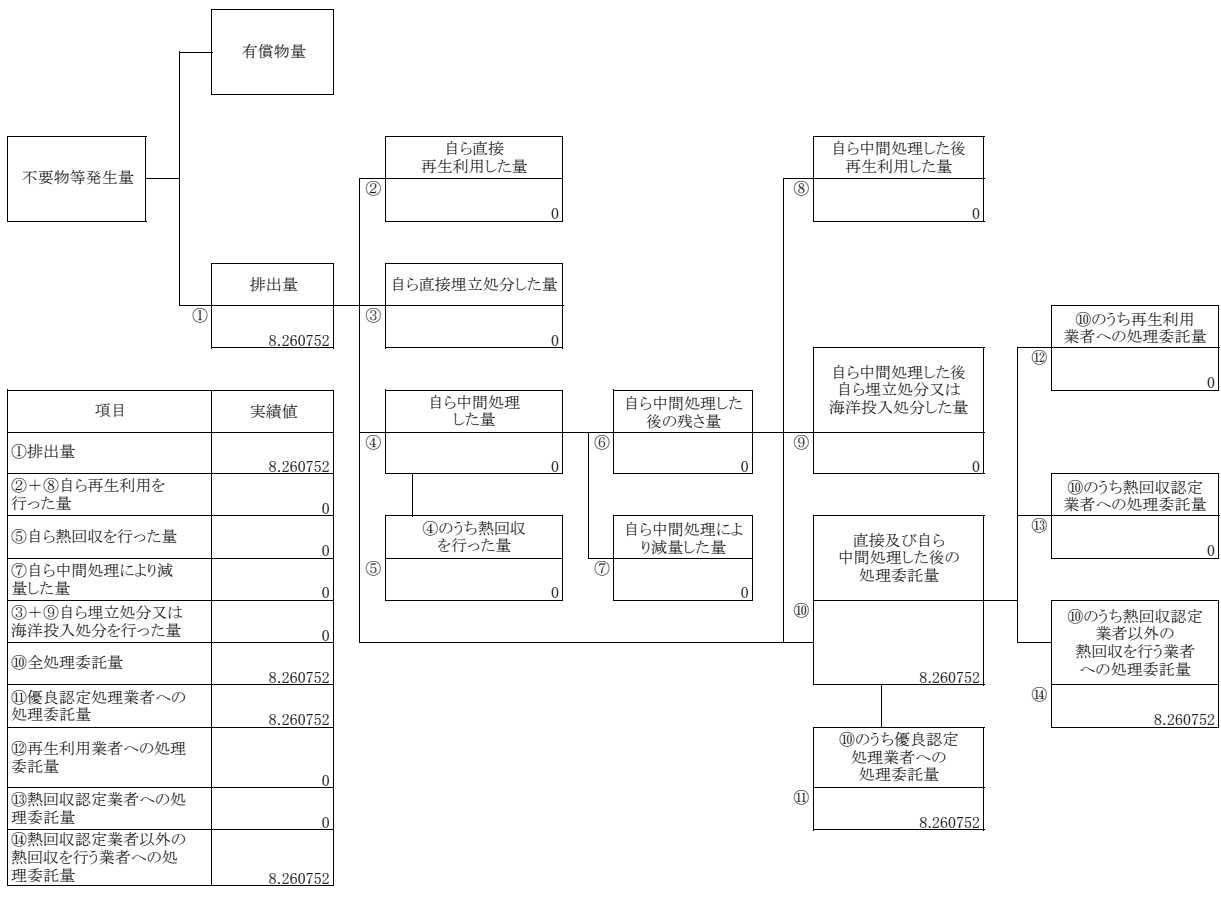 有償物量
不要物等発生量
自ら直接
再生利用した量
②
0
自ら中間処理した後
再生利用した量
⑧
0
排出量
①
8.260752
自ら直接埋立処分した量
③
0
⑩のうち再生利用
業者への処理委託量
⑫
0
自ら中間処理
した量
④
0
自ら中間処理した
後の残さ量
⑥
0
自ら中間処理した後
自ら埋立処分又は
海洋投入処分した量
⑨
0
⑩のうち熱回収認定
業者への処理委託量
⑬
0
④のうち熱回収
を行った量
⑤
0
自ら中間処理によ
り減量した量
⑦
0
直接及び自ら
中間処理した後の
処理委託量
⑩
8.260752
⑩のうち熱回収認定
業者以外の
熱回収を行う業者
への処理委託量
⑭
8.260752
⑩のうち優良認定
処理業者への
処理委託量
⑪
8.260752
項目 実績値
①排出量
8.260752
②＋⑧自ら再生利用を
行った量
0
⑤自ら熱回収を行った量
0
⑦自ら中間処理により減
量した量
0
③＋⑨自ら埋立処分又は
海洋投入処分を行った量
0
⑩全処理委託量
8.260752
⑪優良認定処理業者への
処理委託量
8.260752
⑫再生利用業者への処理
委託量
0
⑬熱回収認定業者への処
理委託量
0
⑭熱回収認定業者以外の
熱回収を行う業者への処
理委託量
8.260752